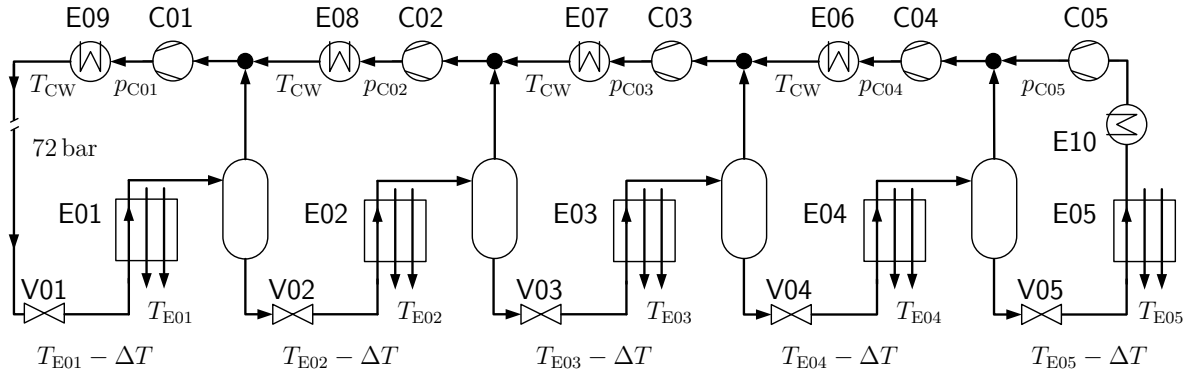 E09 C01 E08 C02 E07 C03 E06 C04 C05
T_CW p_C01 T_CW p_C02 T_CW p_C03 T_CW p_C04 p_C05
72 bar E10
E01 E02 E03 E04 E05
V01 T_E01 V02 T_E02 V03 T_E03 V04 T_E04 V05 T_E05
T_E01 − ΔT T_E02 − ΔT T_E03 − ΔT T_E04 − ΔT T_E05 − ΔT